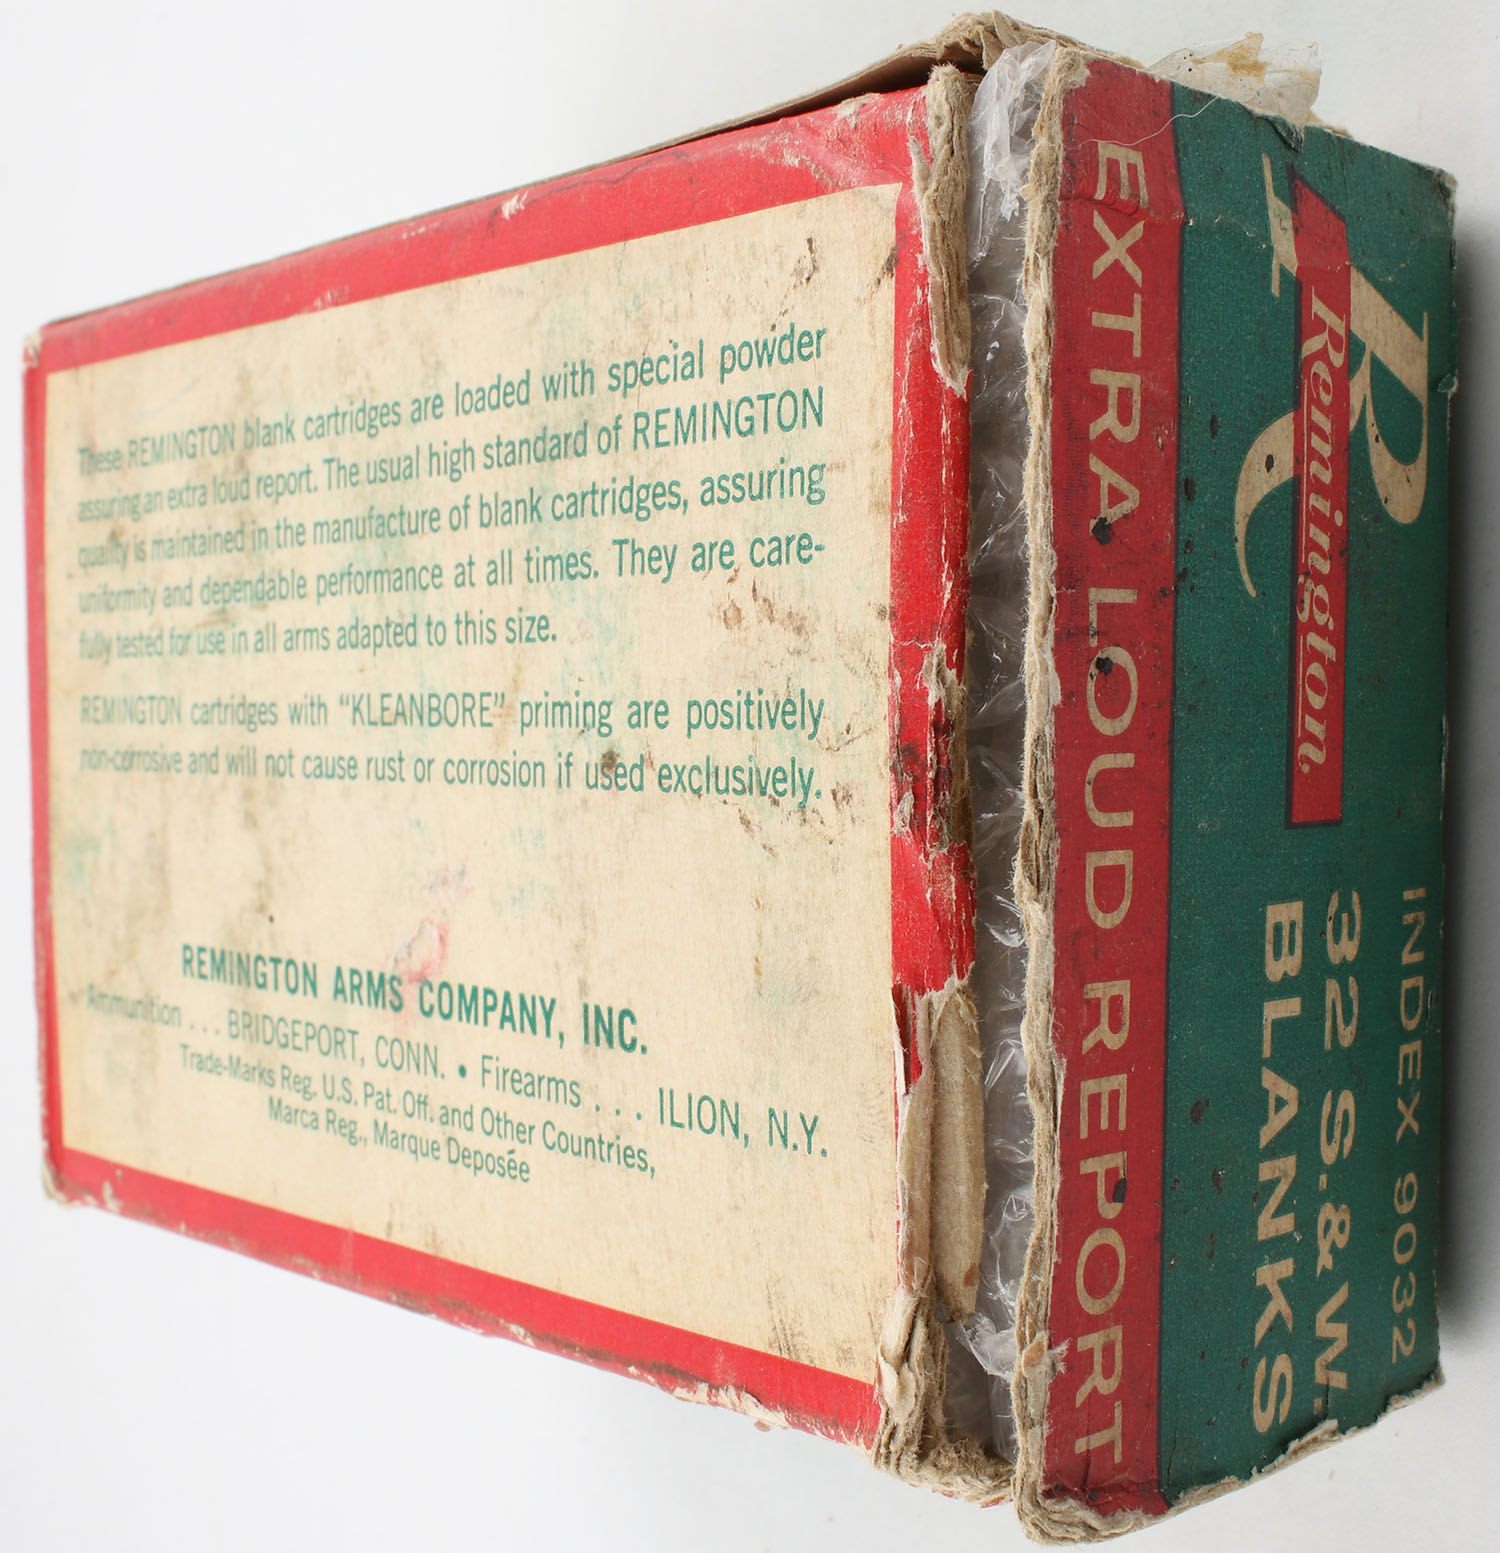 These REMINGTON blank cartridges are loaded with special powder
assuring an extra loud report. The usual high standard of REMINGTON
quality is maintained in the manufacture of blank cartridges, assuring
uniformity and dependable performance at all times. They are care-
fully tested for use in all arms adapted to this size.
REMINGTON cartridges with "KLEANBORE" priming are positively
non-corrosive and will not cause rust or corrosion if used exclusively.
REMINGTON ARMS COMPANY, INC.
Ammunition . . . BRIDGEPORT, CONN. • Firearms . . . ILION, N.Y.
Trade-Marks Reg. U.S. Pat. Off. and Other Countries,
Marca Reg., Marque Deposée
EXTRA LOUD REPORT
R
Remington.
INDEX 9032
32 S.&W.
BLANKS